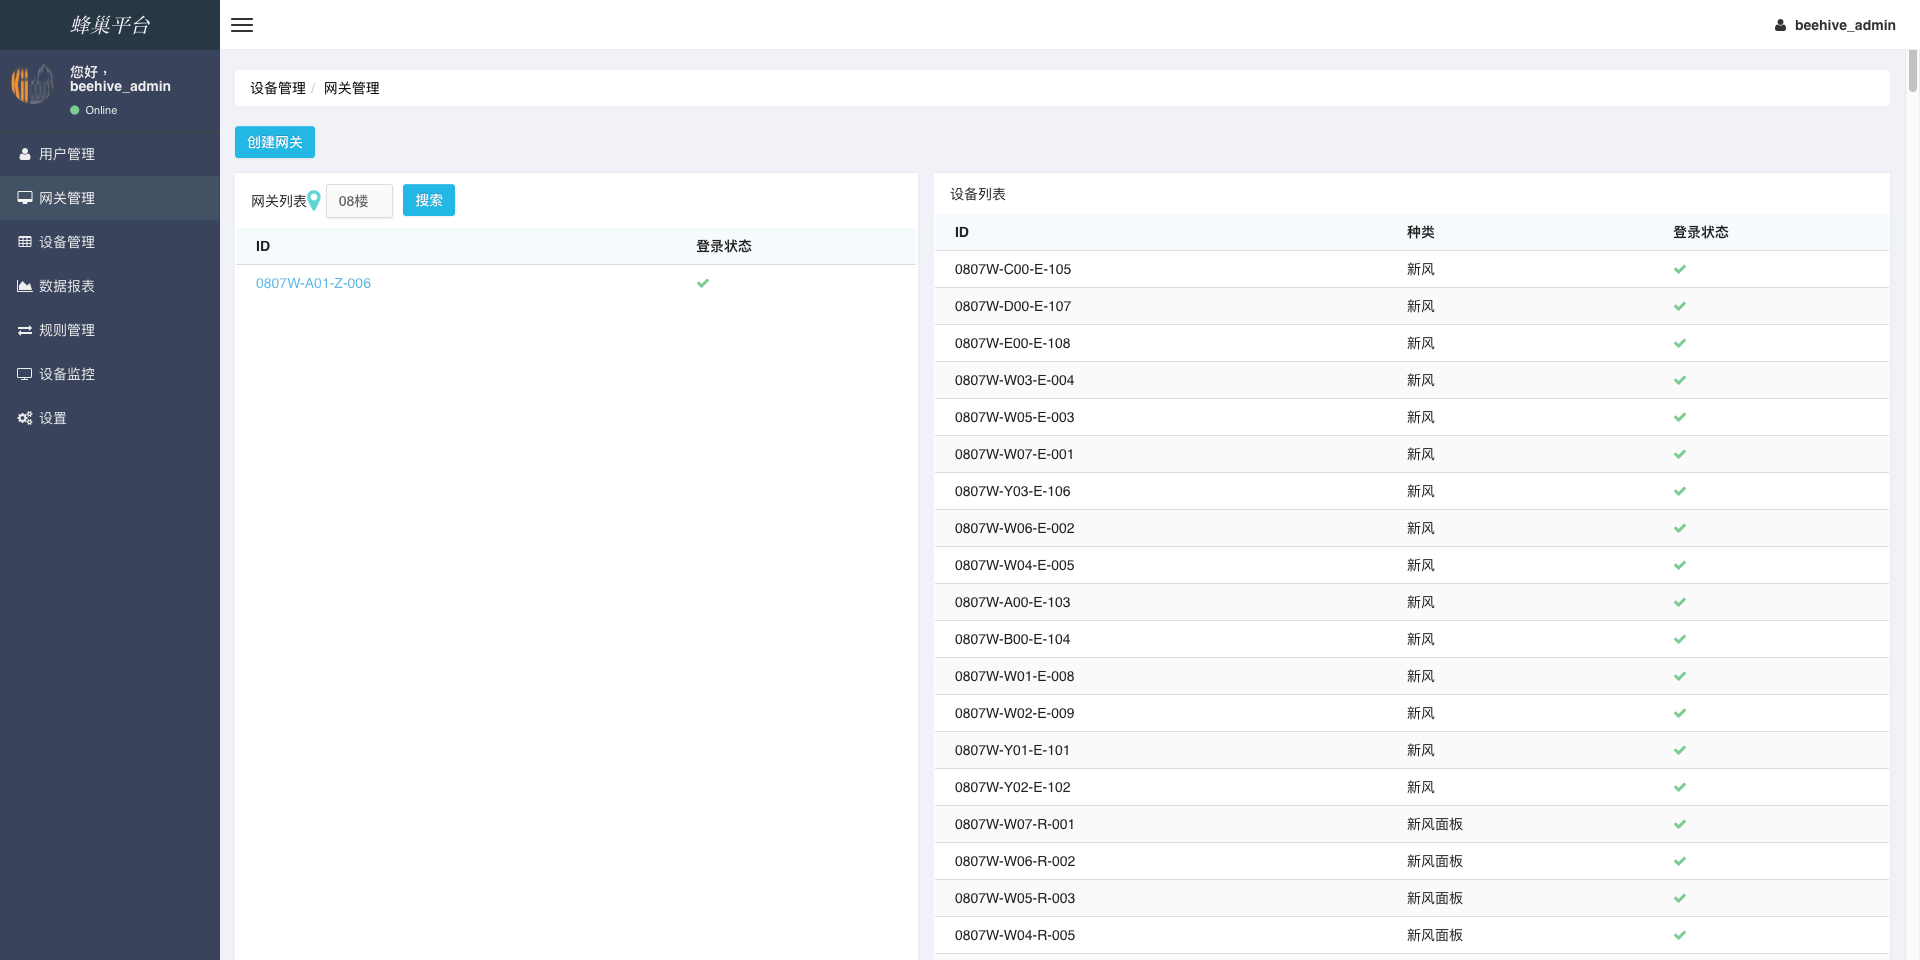 蜂巢平台
beehive_admin
您好，
beehive_admin
Online
用户管理
网关管理
设备管理
数据报表
规则管理
设备监控
设置
设备管理 / 网关管理
创建网关
网关列表 08楼 搜索
ID 登录状态
0807W-A01-Z-006
设备列表
ID 种类 登录状态
0807W-C00-E-105 新风
0807W-D00-E-107 新风
0807W-E00-E-108 新风
0807W-W03-E-004 新风
0807W-W05-E-003 新风
0807W-W07-E-001 新风
0807W-Y03-E-106 新风
0807W-W06-E-002 新风
0807W-W04-E-005 新风
0807W-A00-E-103 新风
0807W-B00-E-104 新风
0807W-W01-E-008 新风
0807W-W02-E-009 新风
0807W-Y01-E-101 新风
0807W-Y02-E-102 新风
0807W-W07-R-001 新风面板
0807W-W06-R-002 新风面板
0807W-W05-R-003 新风面板
0807W-W04-R-005 新风面板